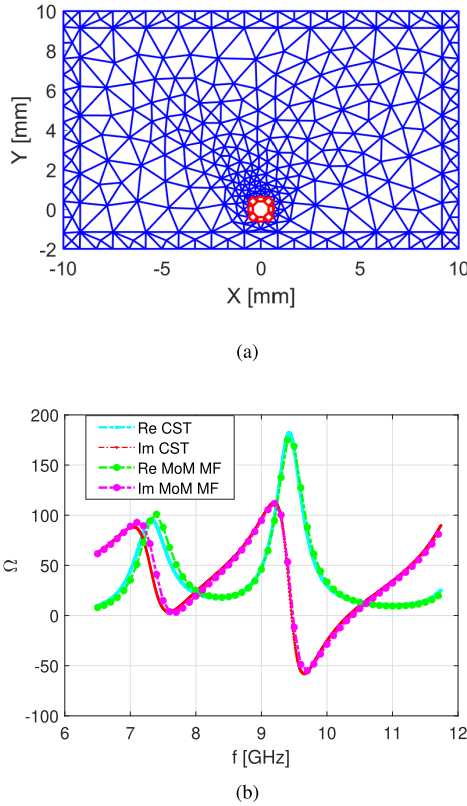 10
8
6
4
2
0
-2
Y [mm]
-10 -5 0 5 10
X [mm]
(a)
200
150
100
50
0
-50
-100
Ω
Re CST
Im CST
Re MoM MF
Im MoM MF
6 7 8 9 10 11 12
f [GHz]
(b)